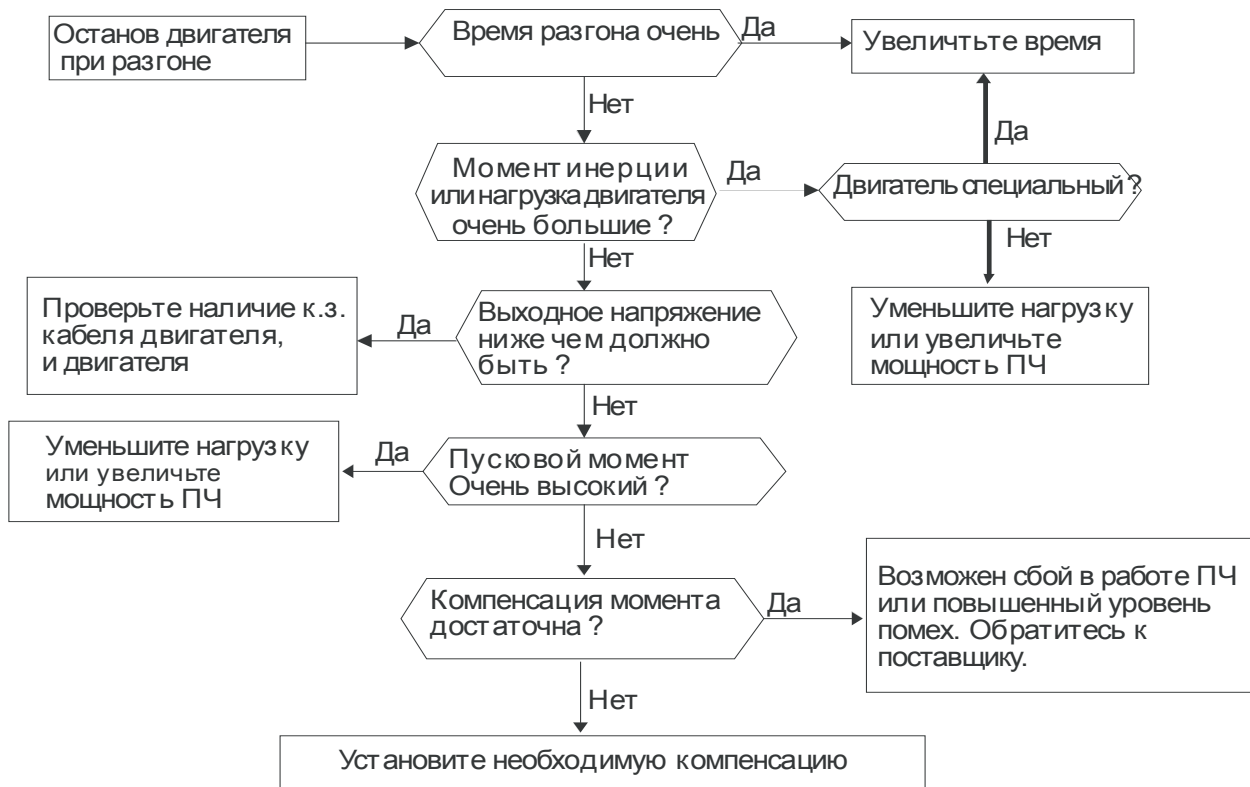 Останов двигателя
при разгоне
Время разгона очень
Да
Увеличтьте время
Нет
Да
Момент инерции
или нагрузка двигателя
очень большие ?
Да
Двигатель специальный ?
Нет
Нет
Проверьте наличие к.з.
кабеля двигателя,
и двигателя
Да
Выходное напряжение
ниже чем должно
быть ?
Уменьшите нагрузку
или увеличьте
мощность ПЧ
Нет
Уменьшите нагрузку
или увеличьте
мощность ПЧ
Да
Пусковой момент
Очень высокий ?
Нет
Компенсация момента
достаточна ?
Да
Возможен сбой в работе ПЧ
или повышенный уровень
помех. Обратитесь к
поставщику.
Нет
Установите необходимую компенсацию